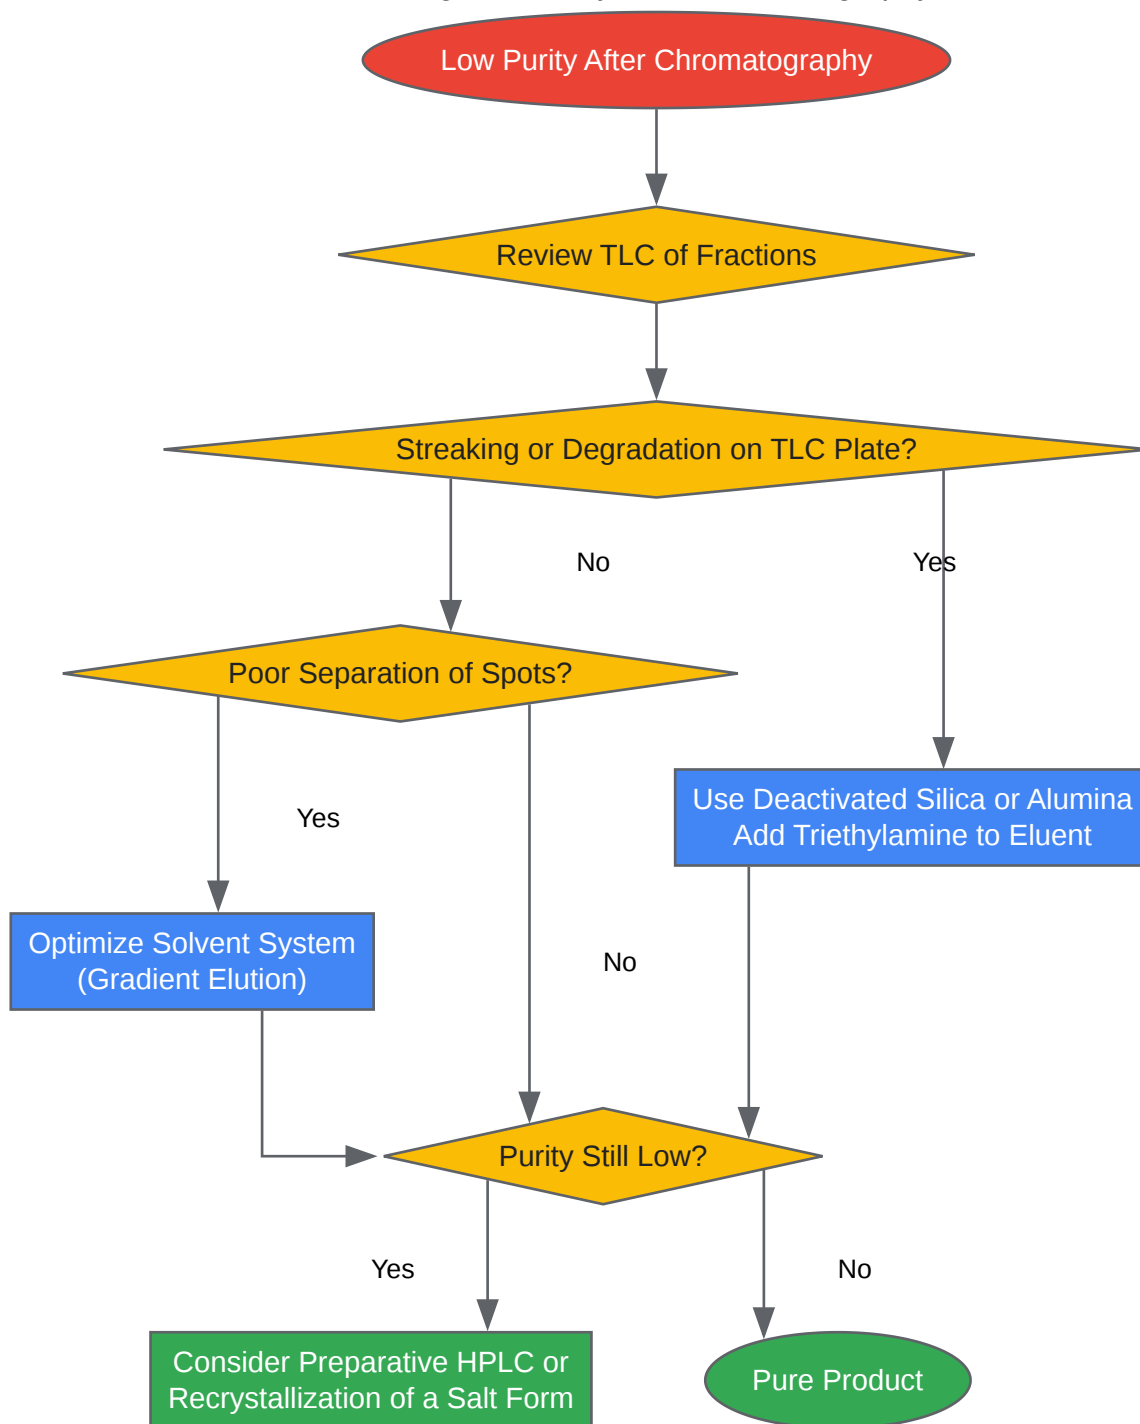 Low Purity After Chromatography
Review TLC of Fractions
Streaking or Degradation on TLC Plate?
No
Yes
Poor Separation of Spots?
Use Deactivated Silica or Alumina
Add Triethylamine to Eluent
Yes
Optimize Solvent System
(Gradient Elution)
No
Purity Still Low?
Yes
No
Consider Preparative HPLC or
Recrystallization of a Salt Form
Pure Product